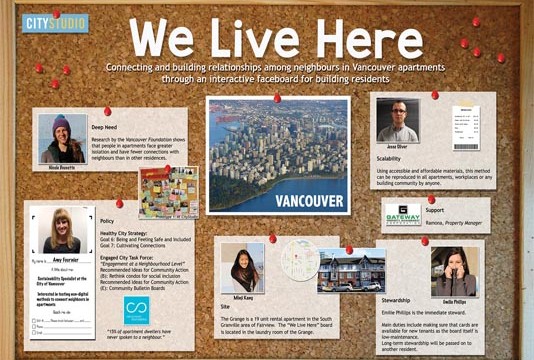 CITYSTUDIO
We Live Here
Connecting and building relationships among neighbours in Vancouver apartments
through an interactive faceboard for building residents
Nicole Rossette
Deep Need
Research by the Vancouver Foundation shows
that people in apartments face greater
isolation and have fewer connections with
neighbours than in other residences.
VANCOUVER
Jesse Oliver
Scalability
Using accessible and affordable materials, this method
can be reproduced in all apartments, workplaces or any
building community by anyone.
GATEWAY
Support
Ramona, Property Manager
Amy Fournier
A little about me:
Sustainability Specialist at the
City of Vancouver
Interested in testing non-digital
methods to connect neighbours in
apartments
Policy
Healthy City Strategy:
Goal 6: Being and Feeling Safe and Included
Goal 7: Cultivating Connections
Engaged City Task Force:
"Engagement at a Neighbourhood Level"
Recommended Ideas for Community Action
(B): Rethink condos for social inclusion
Recommended Ideas for Community Action
(E): Community Bulletin Boards
"15% of apartment dwellers have
never spoken to a neighbour."
Mikol Kang
Site
The Grange is a 19 unit rental apartment in the South
Granville area of Fairview. The "We Live Here" board
is located in the laundry room of the Grange.
Emilie Phillips
Stewardship
Emilie Phillips is the immediate steward.
Main duties include making sure that cards are
available for new tenants as the board itself is
low-maintenance.
Long-term stewardship will be passed on to
another resident.